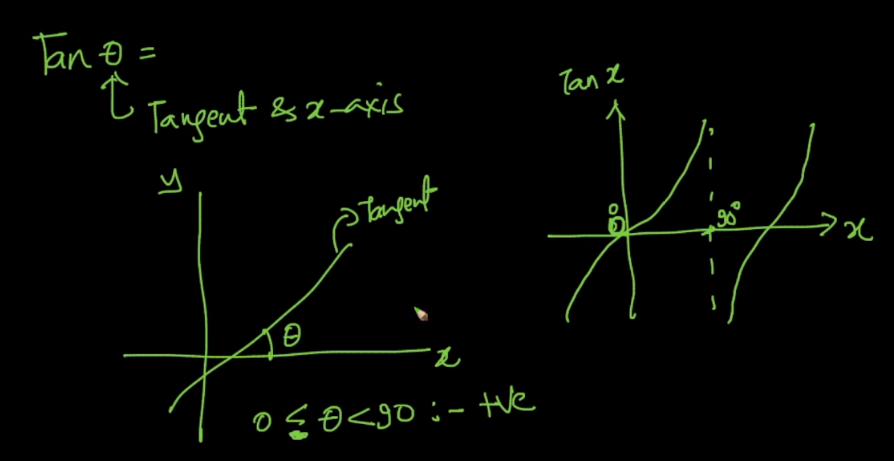 Tan θ =
Tangent & x-axis
y
Tangent
θ
x
0 ≤ θ < 90 :- +ve
Tan x
0°
90°
x